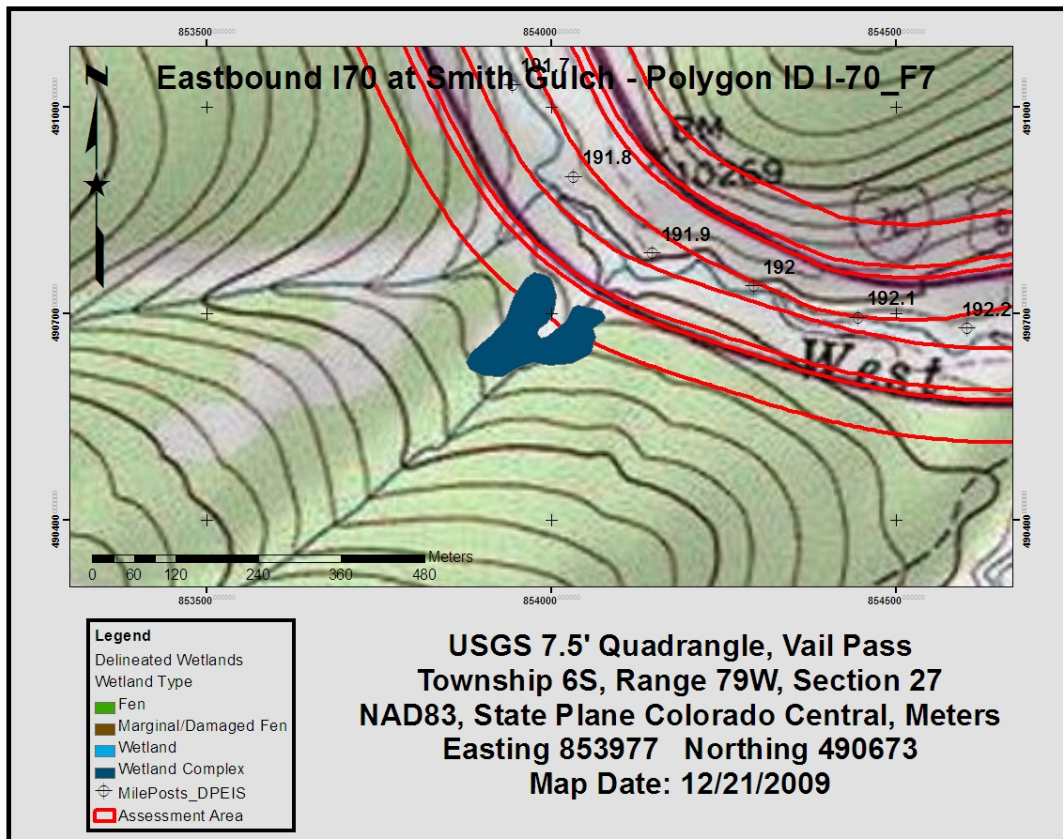 853500
854000
854500
Eastbound I70 at Smith Gulch - Polygon ID I-70_F7
191.7
491000
491000
BM
10269
191.8
70
191.9
192
192.1
192.2
490700
490700
West
490400
490400
Meters
0 60 120 240 360 480
853500
854000
854500
Legend
Delineated Wetlands
Wetland Type
Fen
Marginal/Damaged Fen
Wetland
Wetland Complex
MilePosts_DPEIS
Assessment Area
USGS 7.5' Quadrangle, Vail Pass
Township 6S, Range 79W, Section 27
NAD83, State Plane Colorado Central, Meters
Easting 853977 Northing 490673
Map Date: 12/21/2009